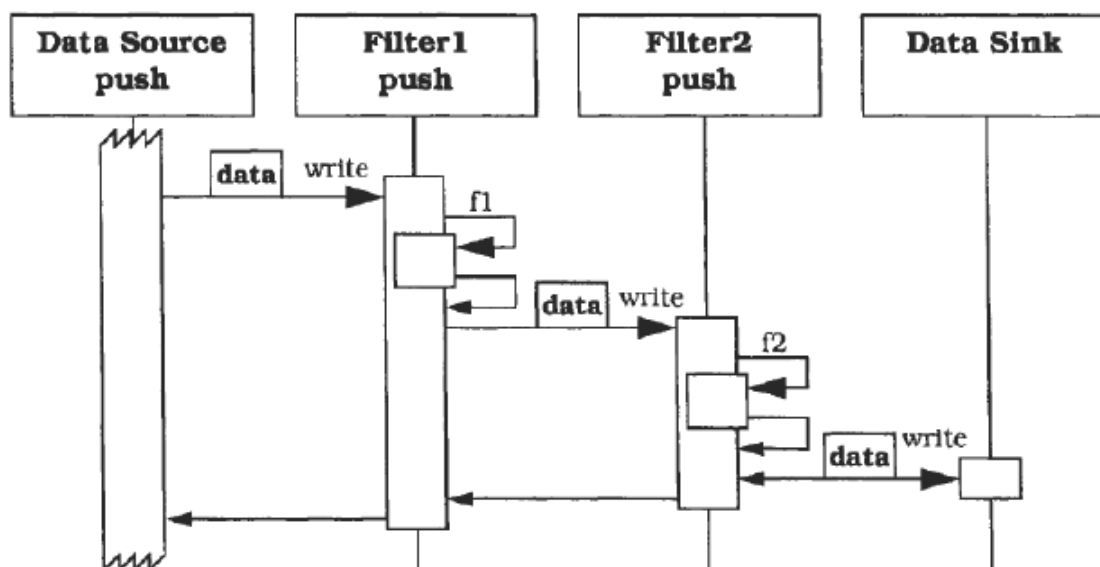 Data Source
push
Filter1
push
Filter2
push
Data Sink
data
write
f1
data
write
f2
data
write